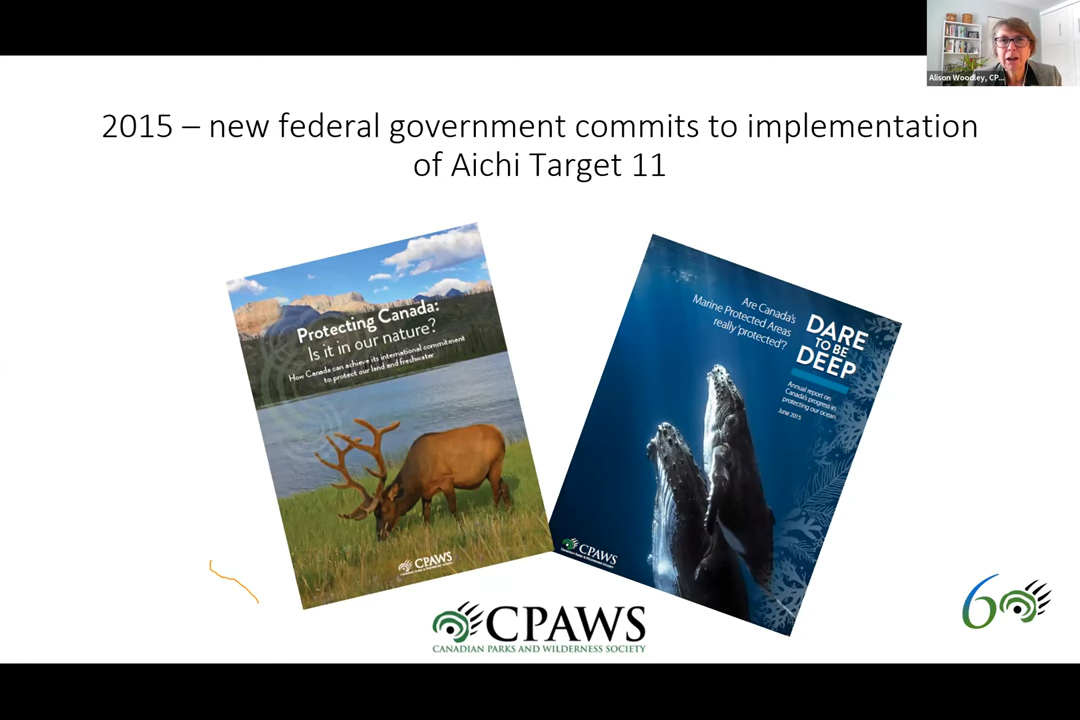 Alison Woodley, CP...
2015 – new federal government commits to implementation
of Aichi Target 11
Protecting Canada:
Is it in our nature?
How Canada can achieve its international commitment
to protect our land and freshwater
CPAWS
Are Canada's
Marine Protected Areas
really 'protected'?
DARE
TO BE
DEEP
Annual report on
Canada's progress in
protecting our ocean
June 2015
CPAWS
CPAWS
CANADIAN PARKS AND WILDERNESS SOCIETY
60